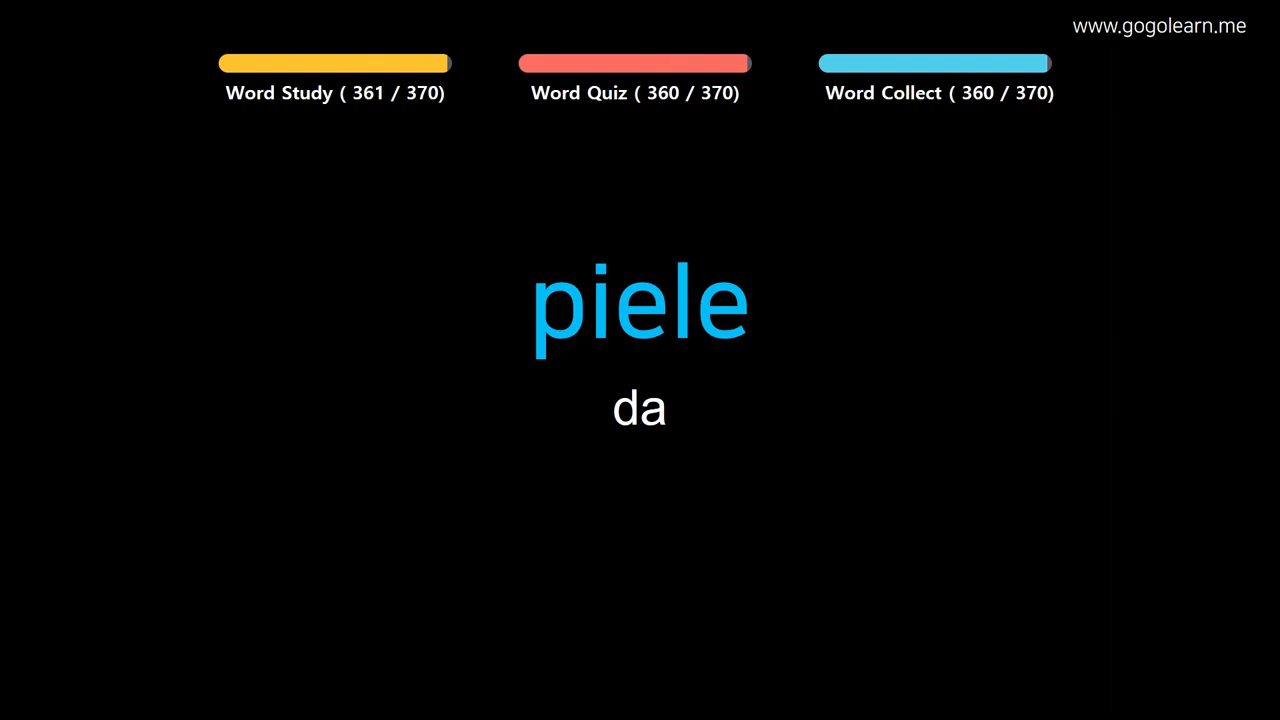 www.gogolearn.me
Word Study ( 361 / 370)
Word Quiz ( 360 / 370)
Word Collect ( 360 / 370)
piele
da